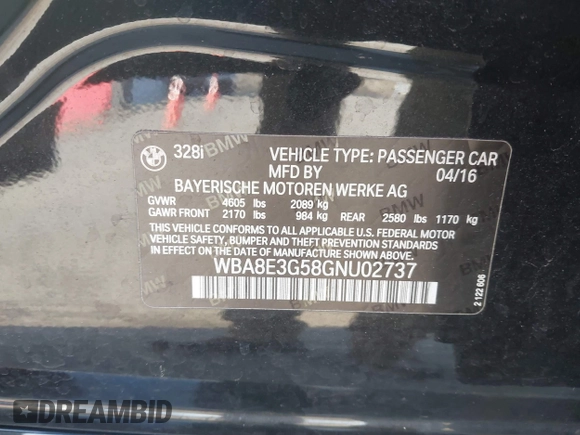 328i VEHICLE TYPE: PASSENGER CAR
MFD BY 04/16
BAYERISCHE MOTOREN WERKE AG
GVWR 4605 lbs 2089 kg
GAWR FRONT 2170 lbs 984 kg REAR 2580 lbs 1170 kg
THIS VEHICLE CONFORMS TO ALL APPLICABLE U.S. FEDERAL MOTOR
VEHICLE SAFETY, BUMPER AND THEFT PREVENTION STANDARDS
IN EFFECT ON THE DATE OF MANUFACTURE SHOWN ABOVE.
WBA8E3G58GNU02737
2 122 606
DREAMBID